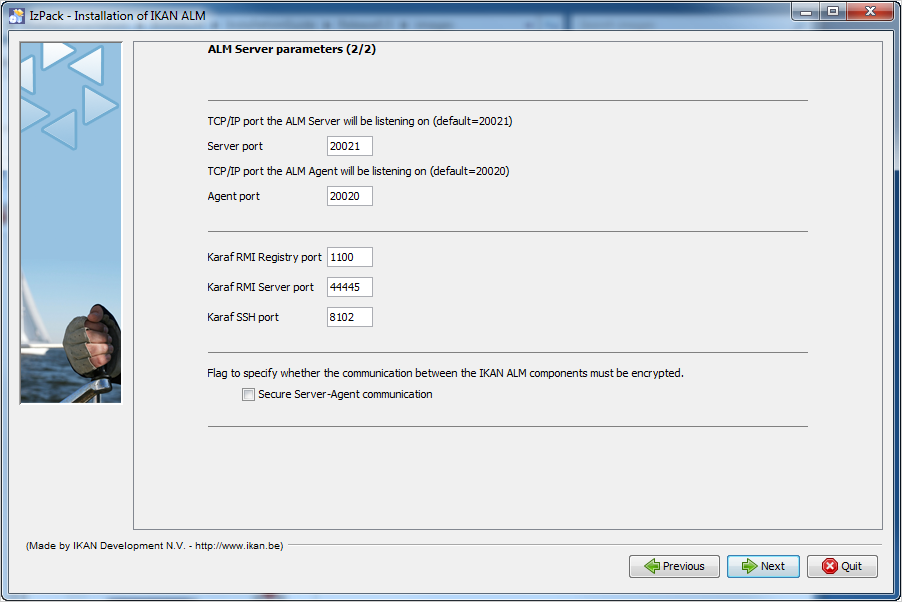 IzPack - Installation of IKAN ALM
ALM Server parameters (2/2)
TCP/IP port the ALM Server will be listening on (default=20021)
Server port 20021
TCP/IP port the ALM Agent will be listening on (default=20020)
Agent port 20020
Karaf RMI Registry port 1100
Karaf RMI Server port 44445
Karaf SSH port 8102
Flag to specify whether the communication between the IKAN ALM components must be encrypted.
Secure Server-Agent communication
(Made by IKAN Development N.V. - http://www.ikan.be)
Previous Next Quit